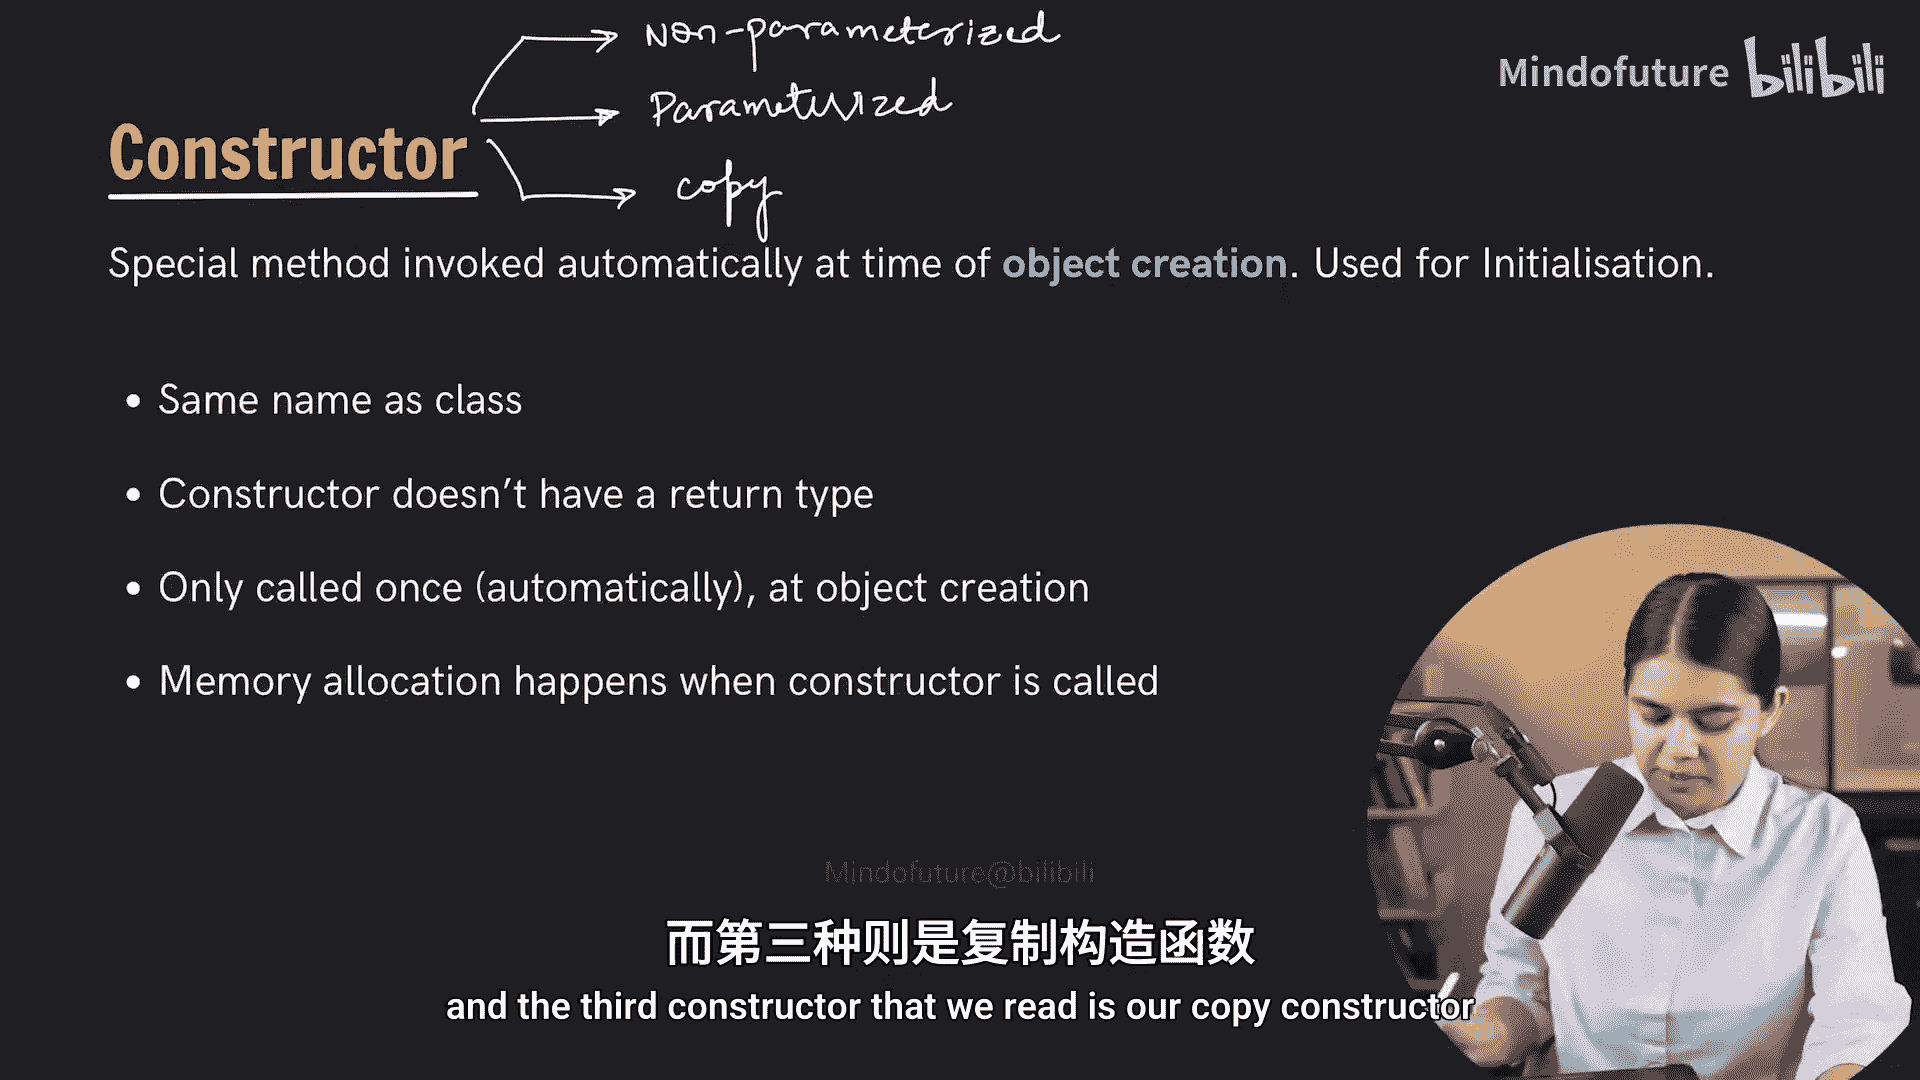 Non-parameterized
Mindofuture bilibili
Parameterized
Constructor
copy
Special method invoked automatically at time of object creation. Used for Initialisation.
• Same name as class
• Constructor doesn’t have a return type
• Only called once (automatically), at object creation
• Memory allocation happens when constructor is called
Mindofuture@bilibili
而第三种则是复制构造函数
and the third constructor that we read is our copy constructor